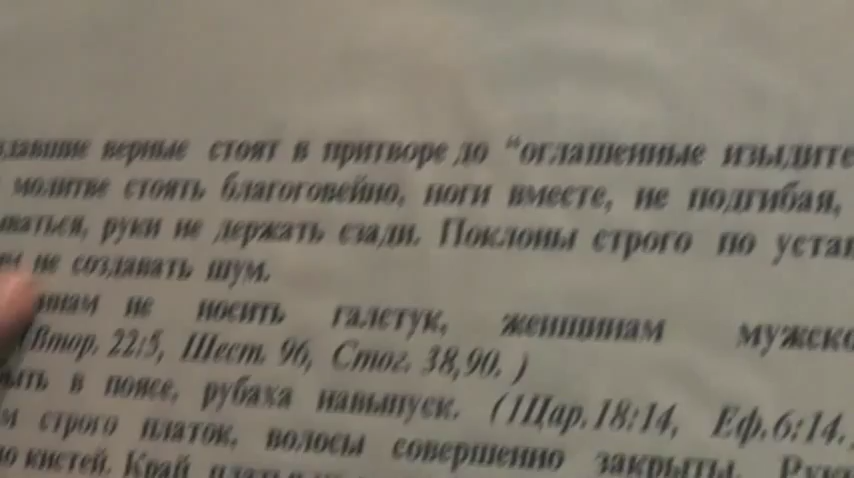 верные стоят в притворе до "оглашенные изыдите
молитве стоять благоговейно, ноги вместе, не подгибая,
руки не держать сзади. Поклоны строго по уста
не создавать шум.
не носить галстук, женщинам мужско
Втор. 22:5, Шест. 96, Стог. 38,90. )
в поясе, рубаха навыпуск. (1Цар.18:14, Еф.6:14.
строго платок, волосы совершенно закрыты.
кистей. Край